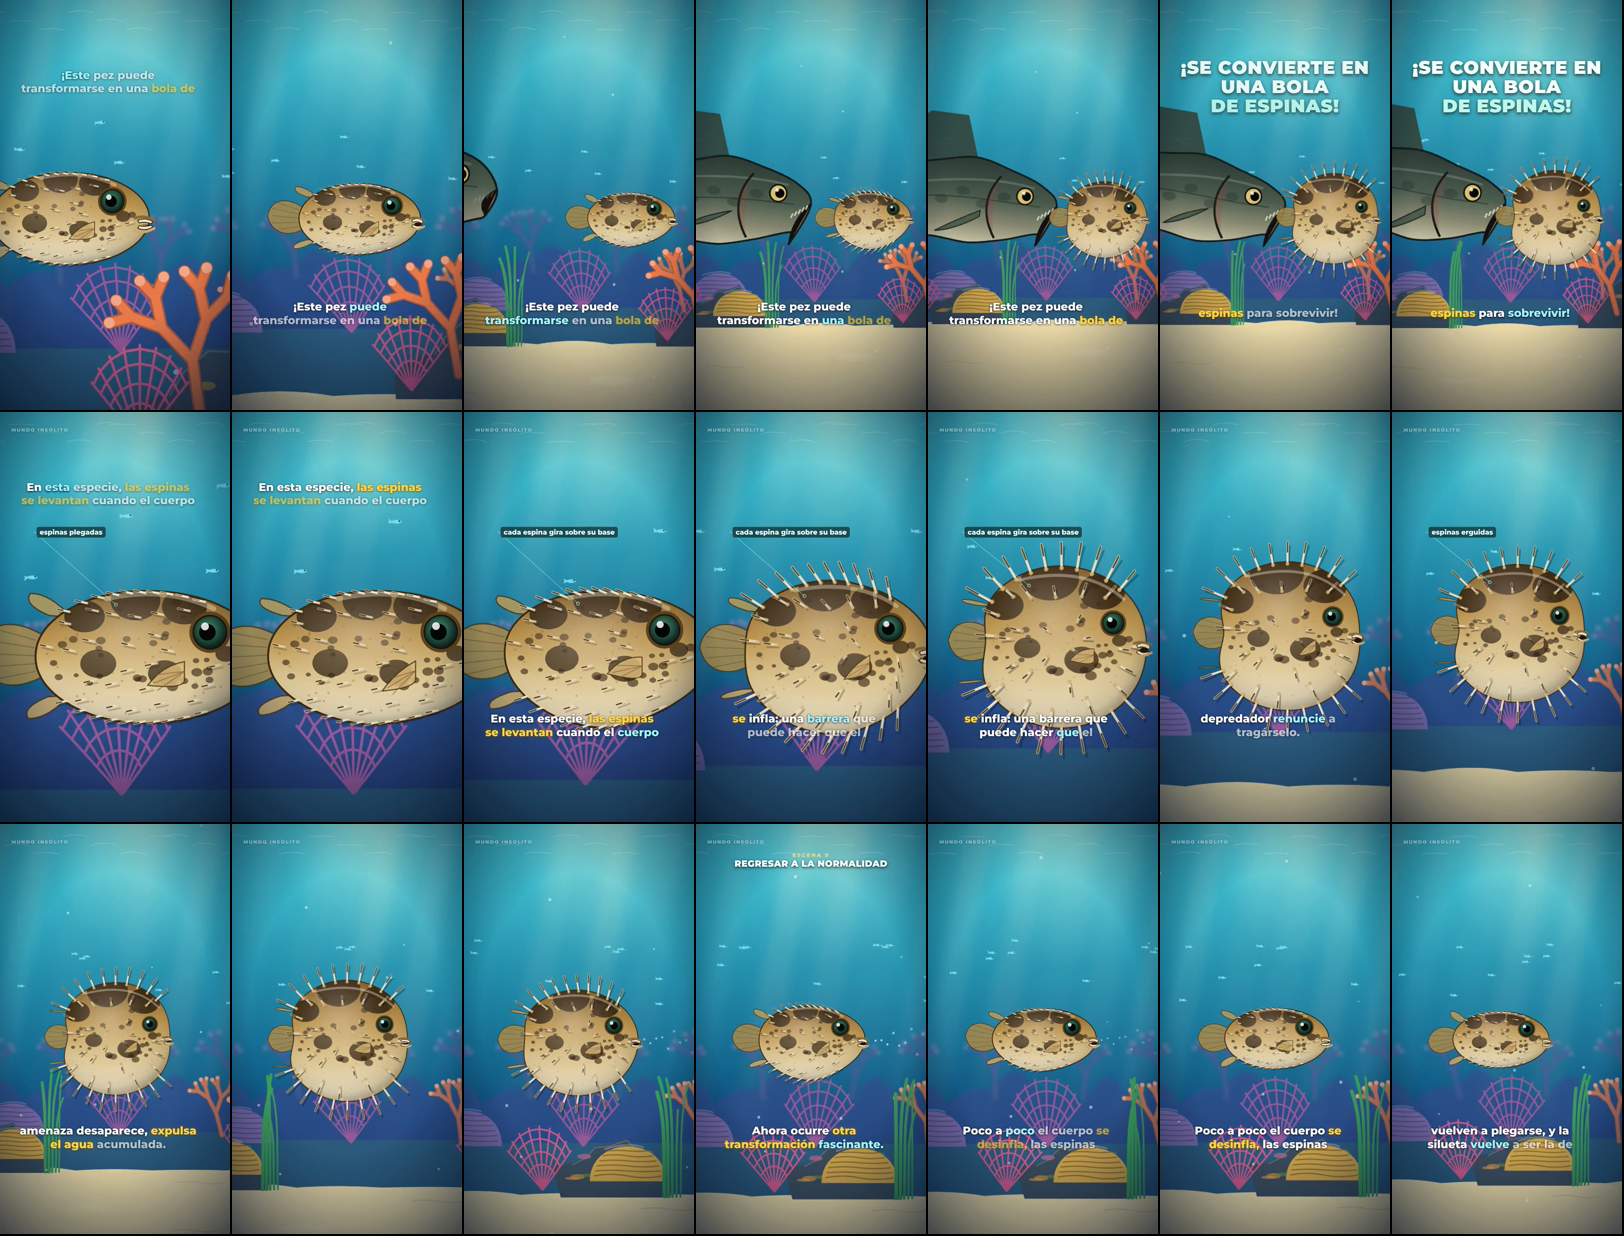 ¡Este pez puede
transformarse en una bola de
¡Este pez puede
transformarse en una bola de
¡Este pez puede
transformarse en una bola de
¡Este pez puede
transformarse en una bola de
¡Este pez puede
transformarse en una bola de
¡SE CONVIERTE EN
UNA BOLA
DE ESPINAS!
espinas para sobrevivir!
¡SE CONVIERTE EN
UNA BOLA
DE ESPINAS!
espinas para sobrevivir!
MUNDO INSÓLITO
En esta especie, las espinas
se levantan cuando el cuerpo
espinas plegadas
MUNDO INSÓLITO
En esta especie, las espinas
se levantan cuando el cuerpo
MUNDO INSÓLITO
cada espina gira sobre su base
En esta especie, las espinas
se levantan cuando el cuerpo
MUNDO INSÓLITO
cada espina gira sobre su base
se infla: una barrera que
puede hacer que el
MUNDO INSÓLITO
cada espina gira sobre su base
se infla: una barrera que
puede hacer que el
MUNDO INSÓLITO
depredador renuncie a
tragárselo.
MUNDO INSÓLITO
espinas erguidas
MUNDO INSÓLITO
amenaza desaparece, expulsa
el agua acumulada.
MUNDO INSÓLITO
MUNDO INSÓLITO
ESCENA 9
REGRESAR A LA NORMALIDAD
Ahora ocurre otra
transformación fascinante.
MUNDO INSÓLITO
Poco a poco el cuerpo se
desinfla, las espinas
MUNDO INSÓLITO
Poco a poco el cuerpo se
desinfla, las espinas
MUNDO INSÓLITO
vuelven a plegarse, y la
silueta vuelve a ser la de